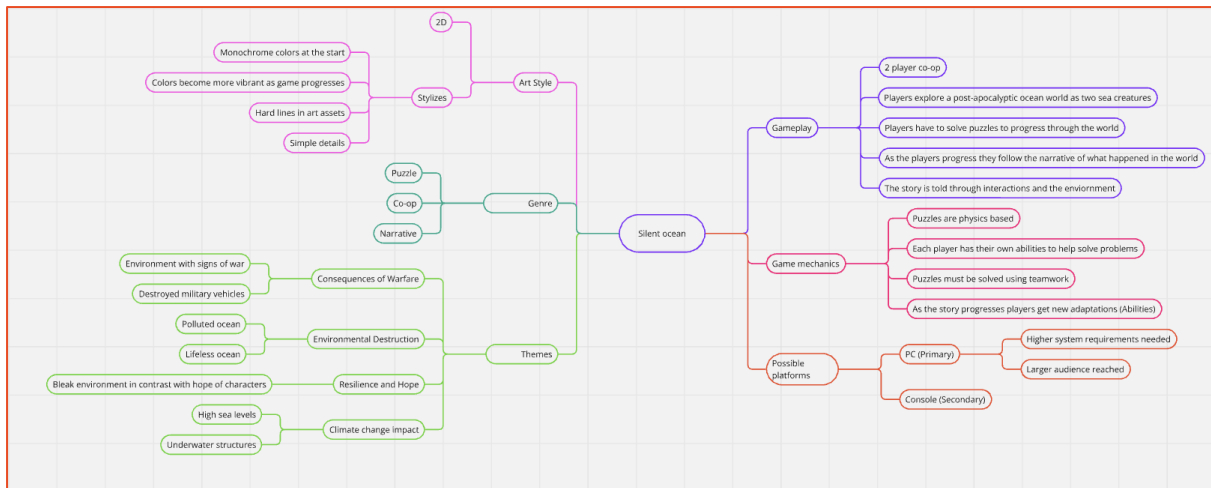 2D
Monochrome colors at the start
Colors become more vibrant as game progresses
Hard lines in art assets
Simple details
Stylizes
Art Style
Puzzle
Co-op
Narrative
Genre
Environment with signs of war
Destroyed military vehicles
Consequences of Warfare
Polluted ocean
Lifeless ocean
Environmental Destruction
Themes
Bleak environment in contrast with hope of characters
Resilience and Hope
High sea levels
Underwater structures
Climate change impact
Silent ocean
Gameplay
2 player co-op
Players explore a post-apocalyptic ocean world as two sea creatures
Players have to solve puzzles to progress through the world
As the players progress they follow the narrative of what happened in the world
The story is told through interactions and the enviornment
Game mechanics
Puzzles are physics based
Each player has their own abilities to help solve problems
Puzzles must be solved using teamwork
As the story progresses players get new adaptations (Abilities)
Possible
platforms
PC (Primary)
Higher system requirements needed
Larger audience reached
Console (Secondary)